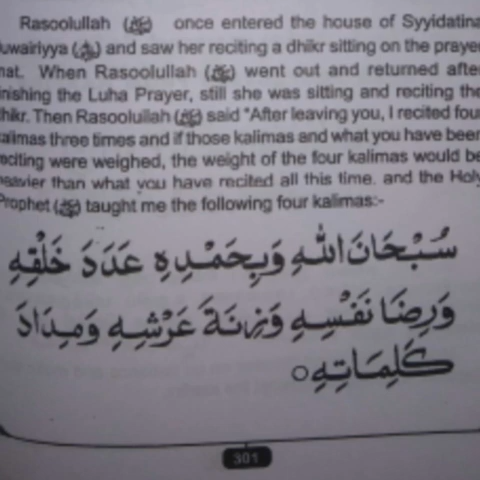 Rasoolullah (ﷺ) once entered the house of Syyidatina
Juwairiyya () and saw her reciting a dhikr sitting on the prayer
mat. When Rasoolullah (ﷺ) went out and returned after
finishing the Luha Prayer, still she was sitting and reciting the
dhikr. Then Rasoolullah (ﷺ) said "After leaving you, I recited four
kalimas three times and if those kalimas and what you have been
reciting were weighed, the weight of the four kalimas would be
heavier than what you have recited all this time. and the Holy
Prophet (ﷺ) taught me the following four kalimas:-
سُبْحَانَ اللهِ وَبِحَمْدِهِ عَدَدَ خَلْقِهِ
وَرِضَا نَفْسِهِ وَزِنَةَ عَرْشِهِ وَمِدَادَ
كَلِمَاتِهِ ○
301